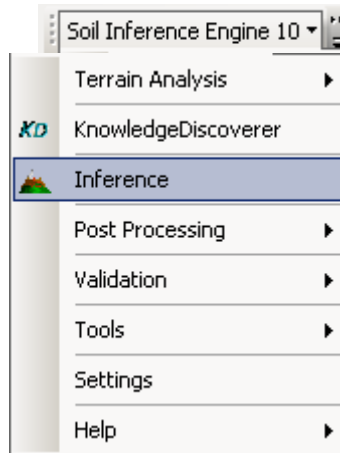 Soil Inference Engine 10
Terrain Analysis
KD KnowledgeDiscoverer
Inference
Post Processing
Validation
Tools
Settings
Help